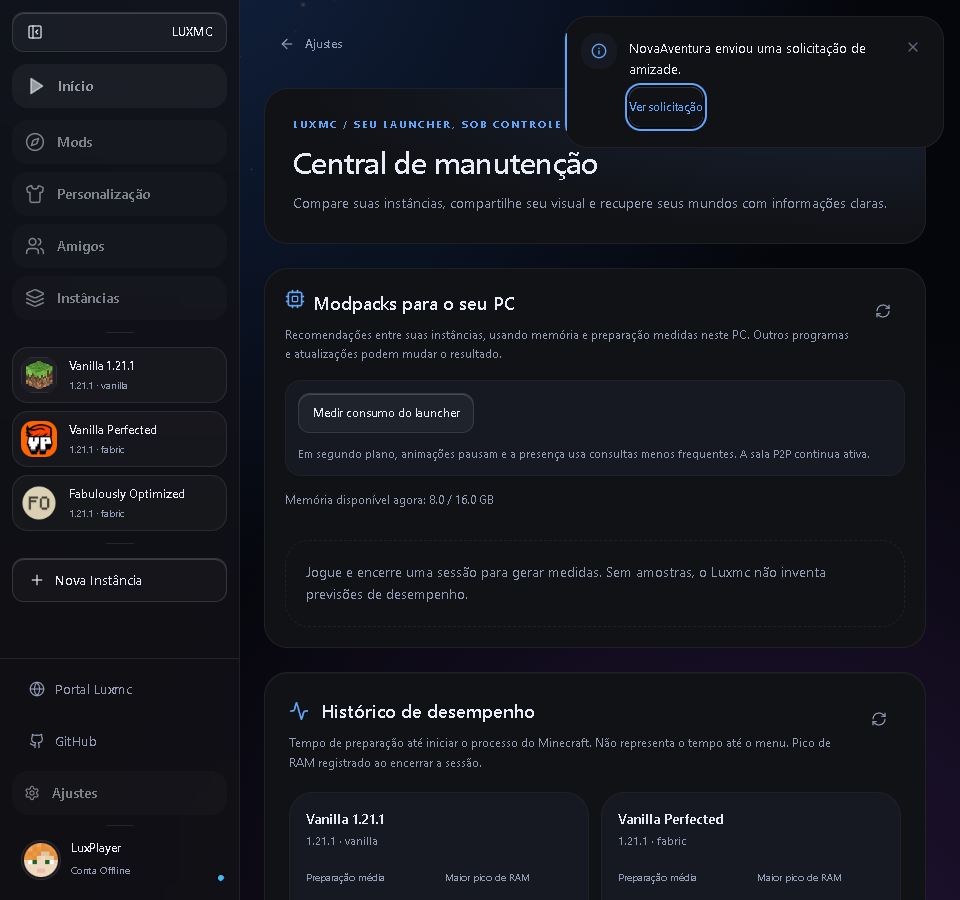 LUXMC
Início
Mods
Personalização
Amigos
Instâncias
Vanilla 1.21.1
1.21.1 · vanilla
Vanilla Perfected
1.21.1 · fabric
Fabulously Optimized
1.21.1 · fabric
Nova Instância
Portal Luxmc
GitHub
Ajustes
LuxPlayer
Conta Offline
Ajustes
NovaAventura enviou uma solicitação de
amizade.
Ver solicitação
LUXMC / SEU LAUNCHER, SOB CONTROLE
Central de manutenção
Compare suas instâncias, compartilhe seu visual e recupere seus mundos com informações claras.
Modpacks para o seu PC
Recomendações entre suas instâncias, usando memória e preparação medidas neste PC. Outros programas
e atualizações podem mudar o resultado.
Medir consumo do launcher
Em segundo plano, animações pausam e a presença usa consultas menos frequentes. A sala P2P continua ativa.
Memória disponível agora: 8.0 / 16.0 GB
Jogue e encerre uma sessão para gerar medidas. Sem amostras, o Luxmc não inventa
previsões de desempenho.
Histórico de desempenho
Tempo de preparação até iniciar o processo do Minecraft. Não representa o tempo até o menu. Pico de
RAM registrado ao encerrar a sessão.
Vanilla 1.21.1
1.21.1 · vanilla
Preparação média
Maior pico de RAM
Vanilla Perfected
1.21.1 · fabric
Preparação média
Maior pico de RAM
VP
FO